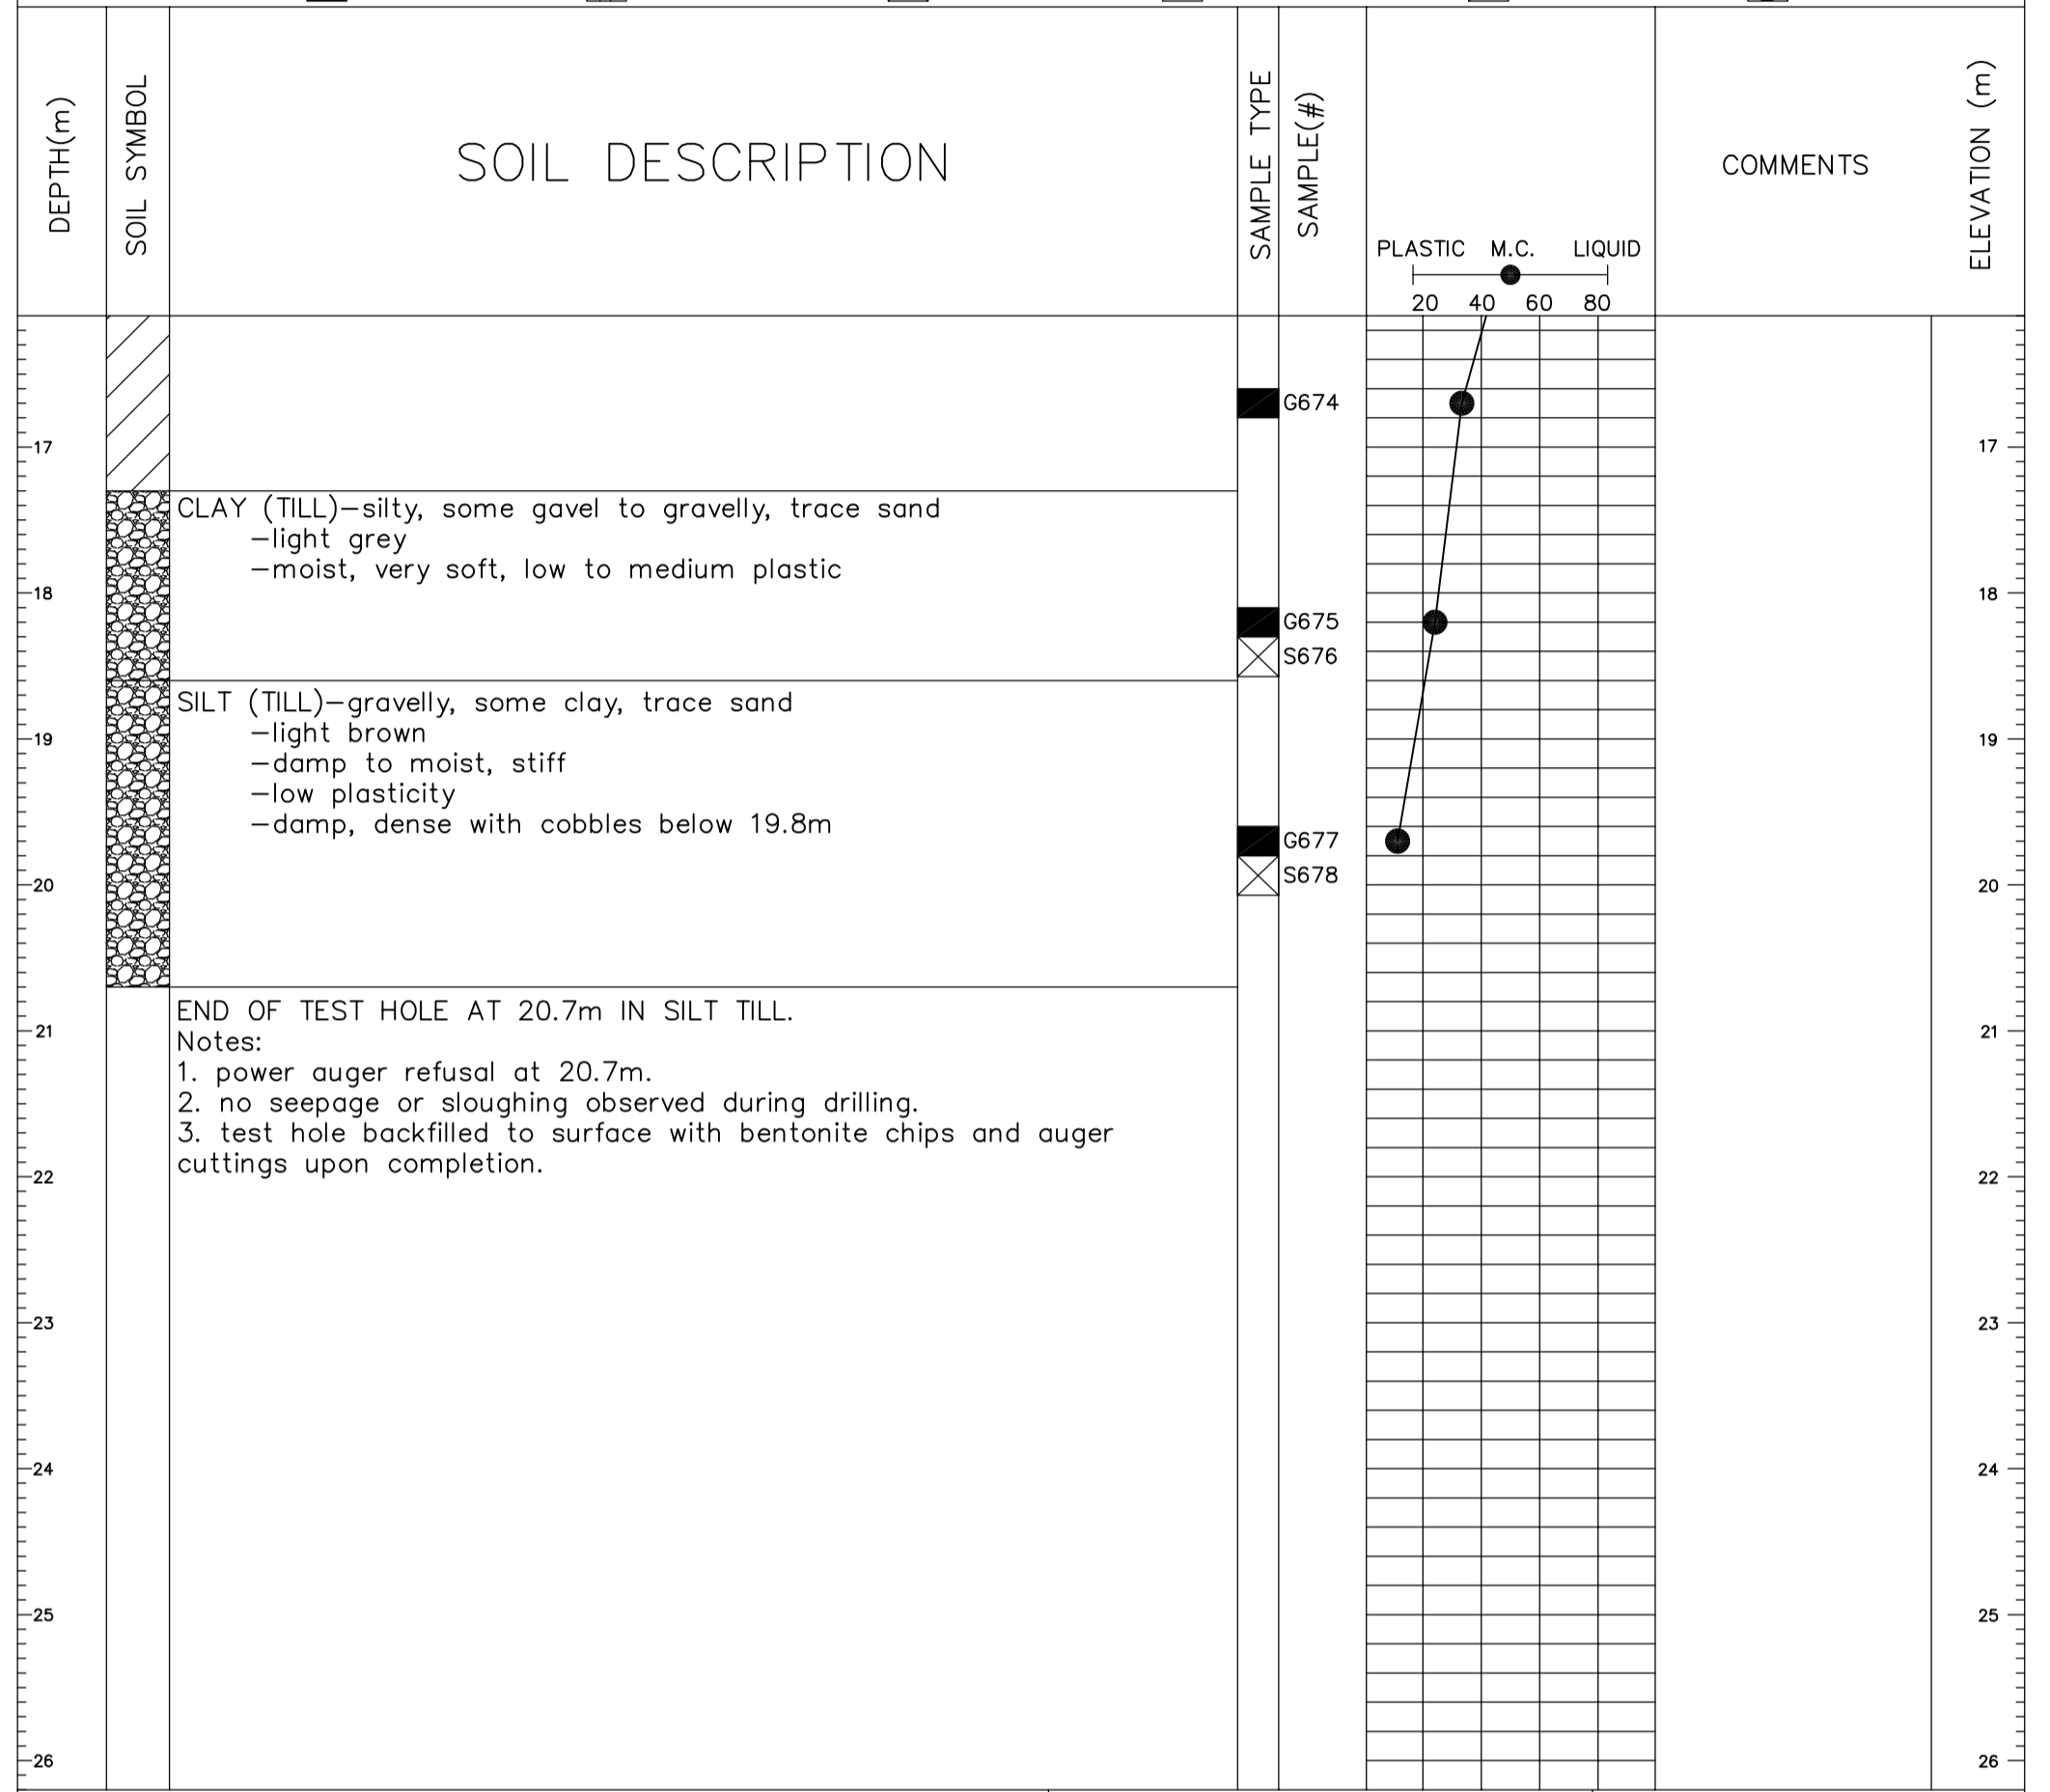 DEPTH(m)
SOIL SYMBOL
SOIL DESCRIPTION
SAMPLE TYPE
SAMPLE(#)
PLASTIC M.C. LIQUID
20 40 60 80
COMMENTS
ELEVATION (m)
G674
17 17
CLAY (TILL)–silty, some gavel to gravelly, trace sand
–light grey
–moist, very soft, low to medium plastic
18 18
G675
S676
SILT (TILL)–gravelly, some clay, trace sand
–light brown
19 19
–damp to moist, stiff
–low plasticity
–damp, dense with cobbles below 19.8m
G677
S678
20 20
END OF TEST HOLE AT 20.7m IN SILT TILL.
21 21
Notes:
1. power auger refusal at 20.7m.
2. no seepage or sloughing observed during drilling.
3. test hole backfilled to surface with bentonite chips and auger
cuttings upon completion.
22 22
23 23
24 24
25 25
26 26